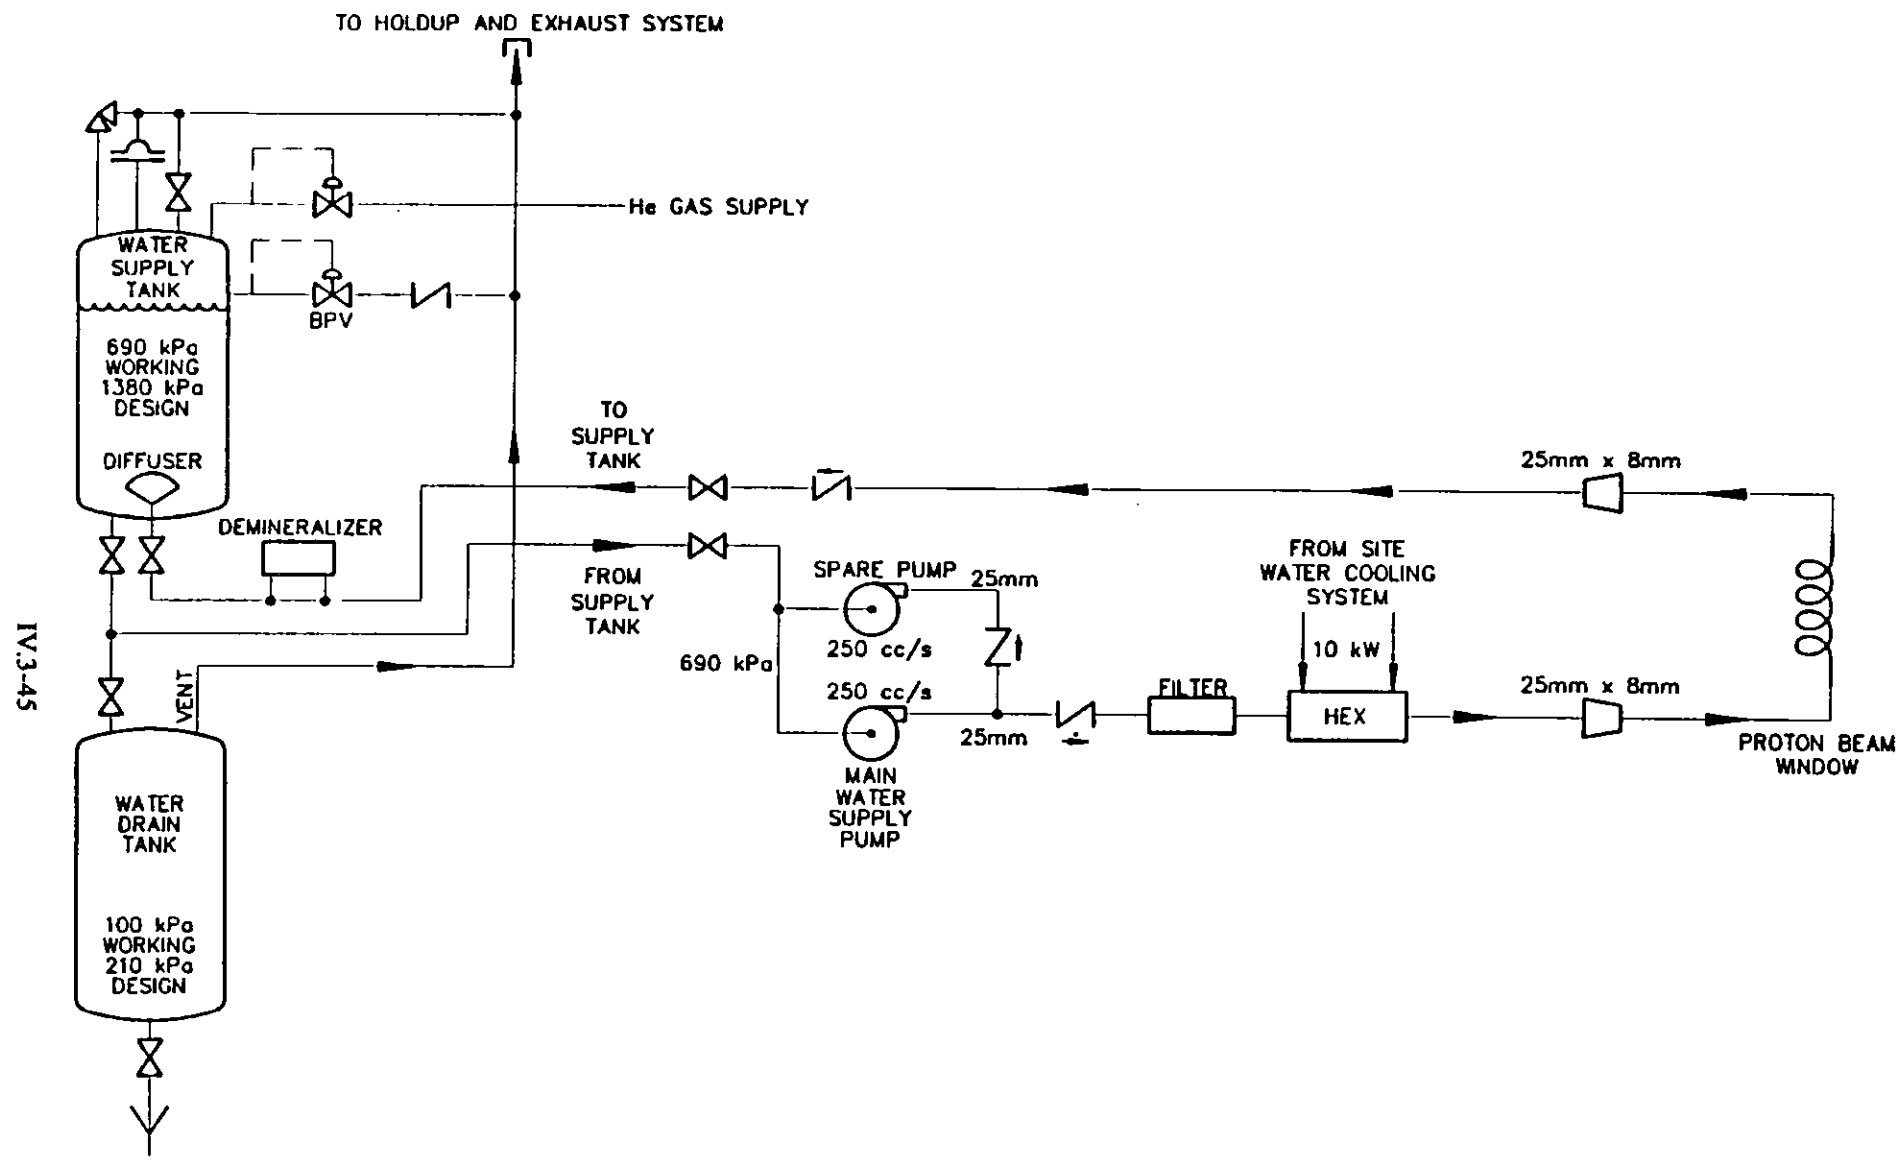 TO HOLDUP AND EXHAUST SYSTEM
He GAS SUPPLY
WATER
SUPPLY
TANK
BPV
690 kPa
WORKING
1380 kPa
DESIGN
DIFFUSER
TO
SUPPLY
TANK
25mm x 8mm
DEMINERALIZER
FROM
SUPPLY
TANK
SPARE PUMP
25mm
250 cc/s
FROM SITE
WATER COOLING
SYSTEM
10 kW
690 kPa
250 cc/s
25mm
FILTER
HEX
25mm x 8mm
PROTON BEAM
WINDOW
MAIN
WATER
SUPPLY
PUMP
VENT
WATER
DRAIN
TANK
100 kPa
WORKING
210 kPa
DESIGN
IV.3-45